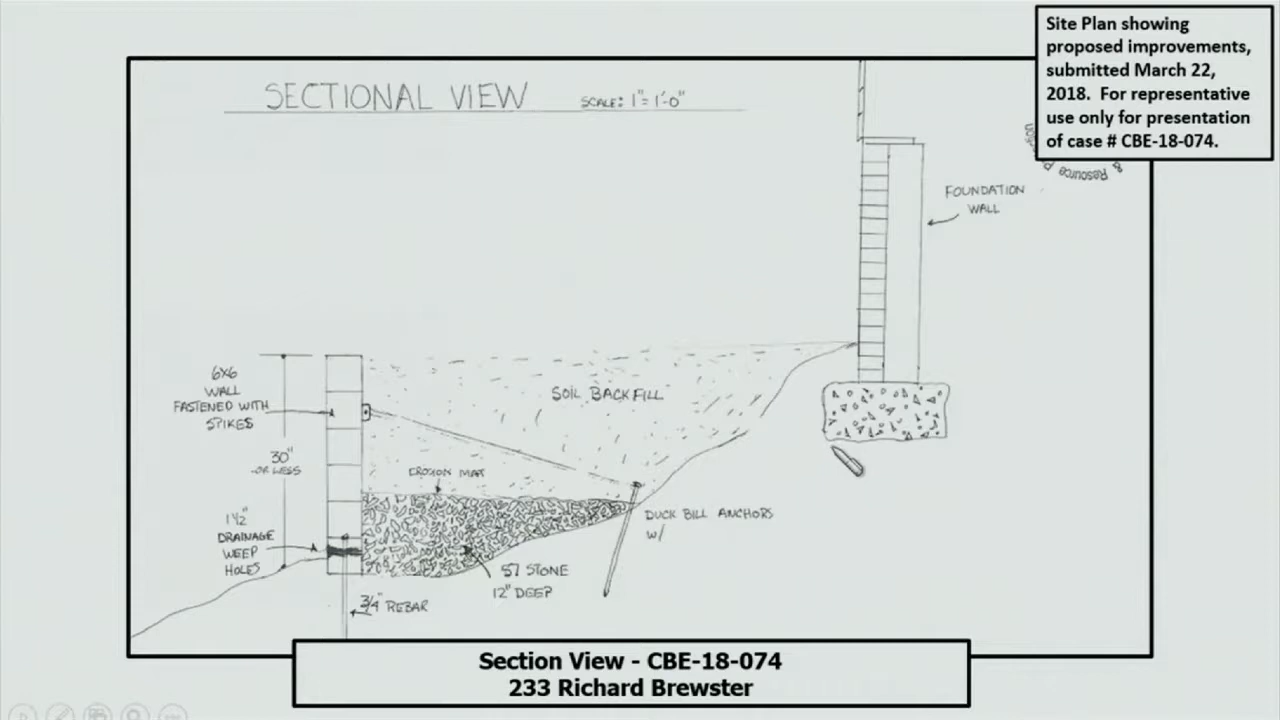 Site Plan showing
proposed improvements,
submitted March 22,
2018. For representative
use only for presentation
of case # CBE-18-074.
SECTIONAL VIEW
SCALE: 1" = 1'-0"
& Resource
FOUNDATION
WALL
6X6
WALL
FASTENED WITH
SPIKES
SOIL BACKFILL
30"
OR LESS
EROSION MAT
1 1/2"
DRAINAGE
WEEP
HOLES
DUCK BILL ANCHORS
W/
57 STONE
12" DEEP
3/4" REBAR
Section View - CBE-18-074
233 Richard Brewster